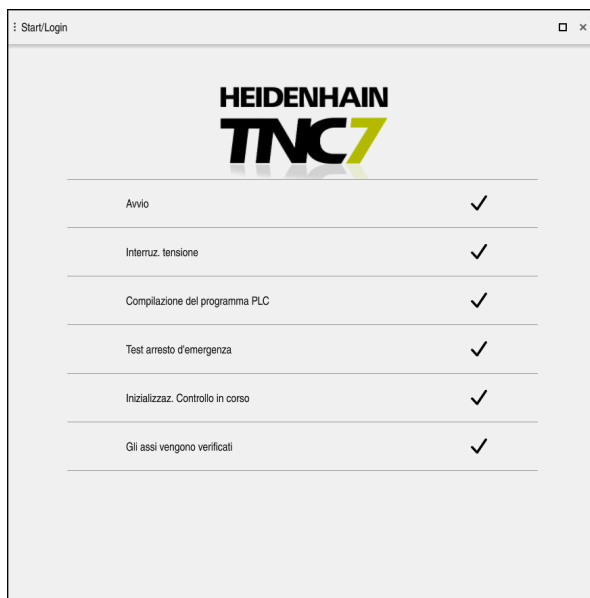 Start/Login
HEIDENHAIN
TNC7
Avvio
Interruz. tensione
Compilazione del programma PLC
Test arresto d'emergenza
Inizializzaz. Controllo in corso
Gli assi vengono verificati